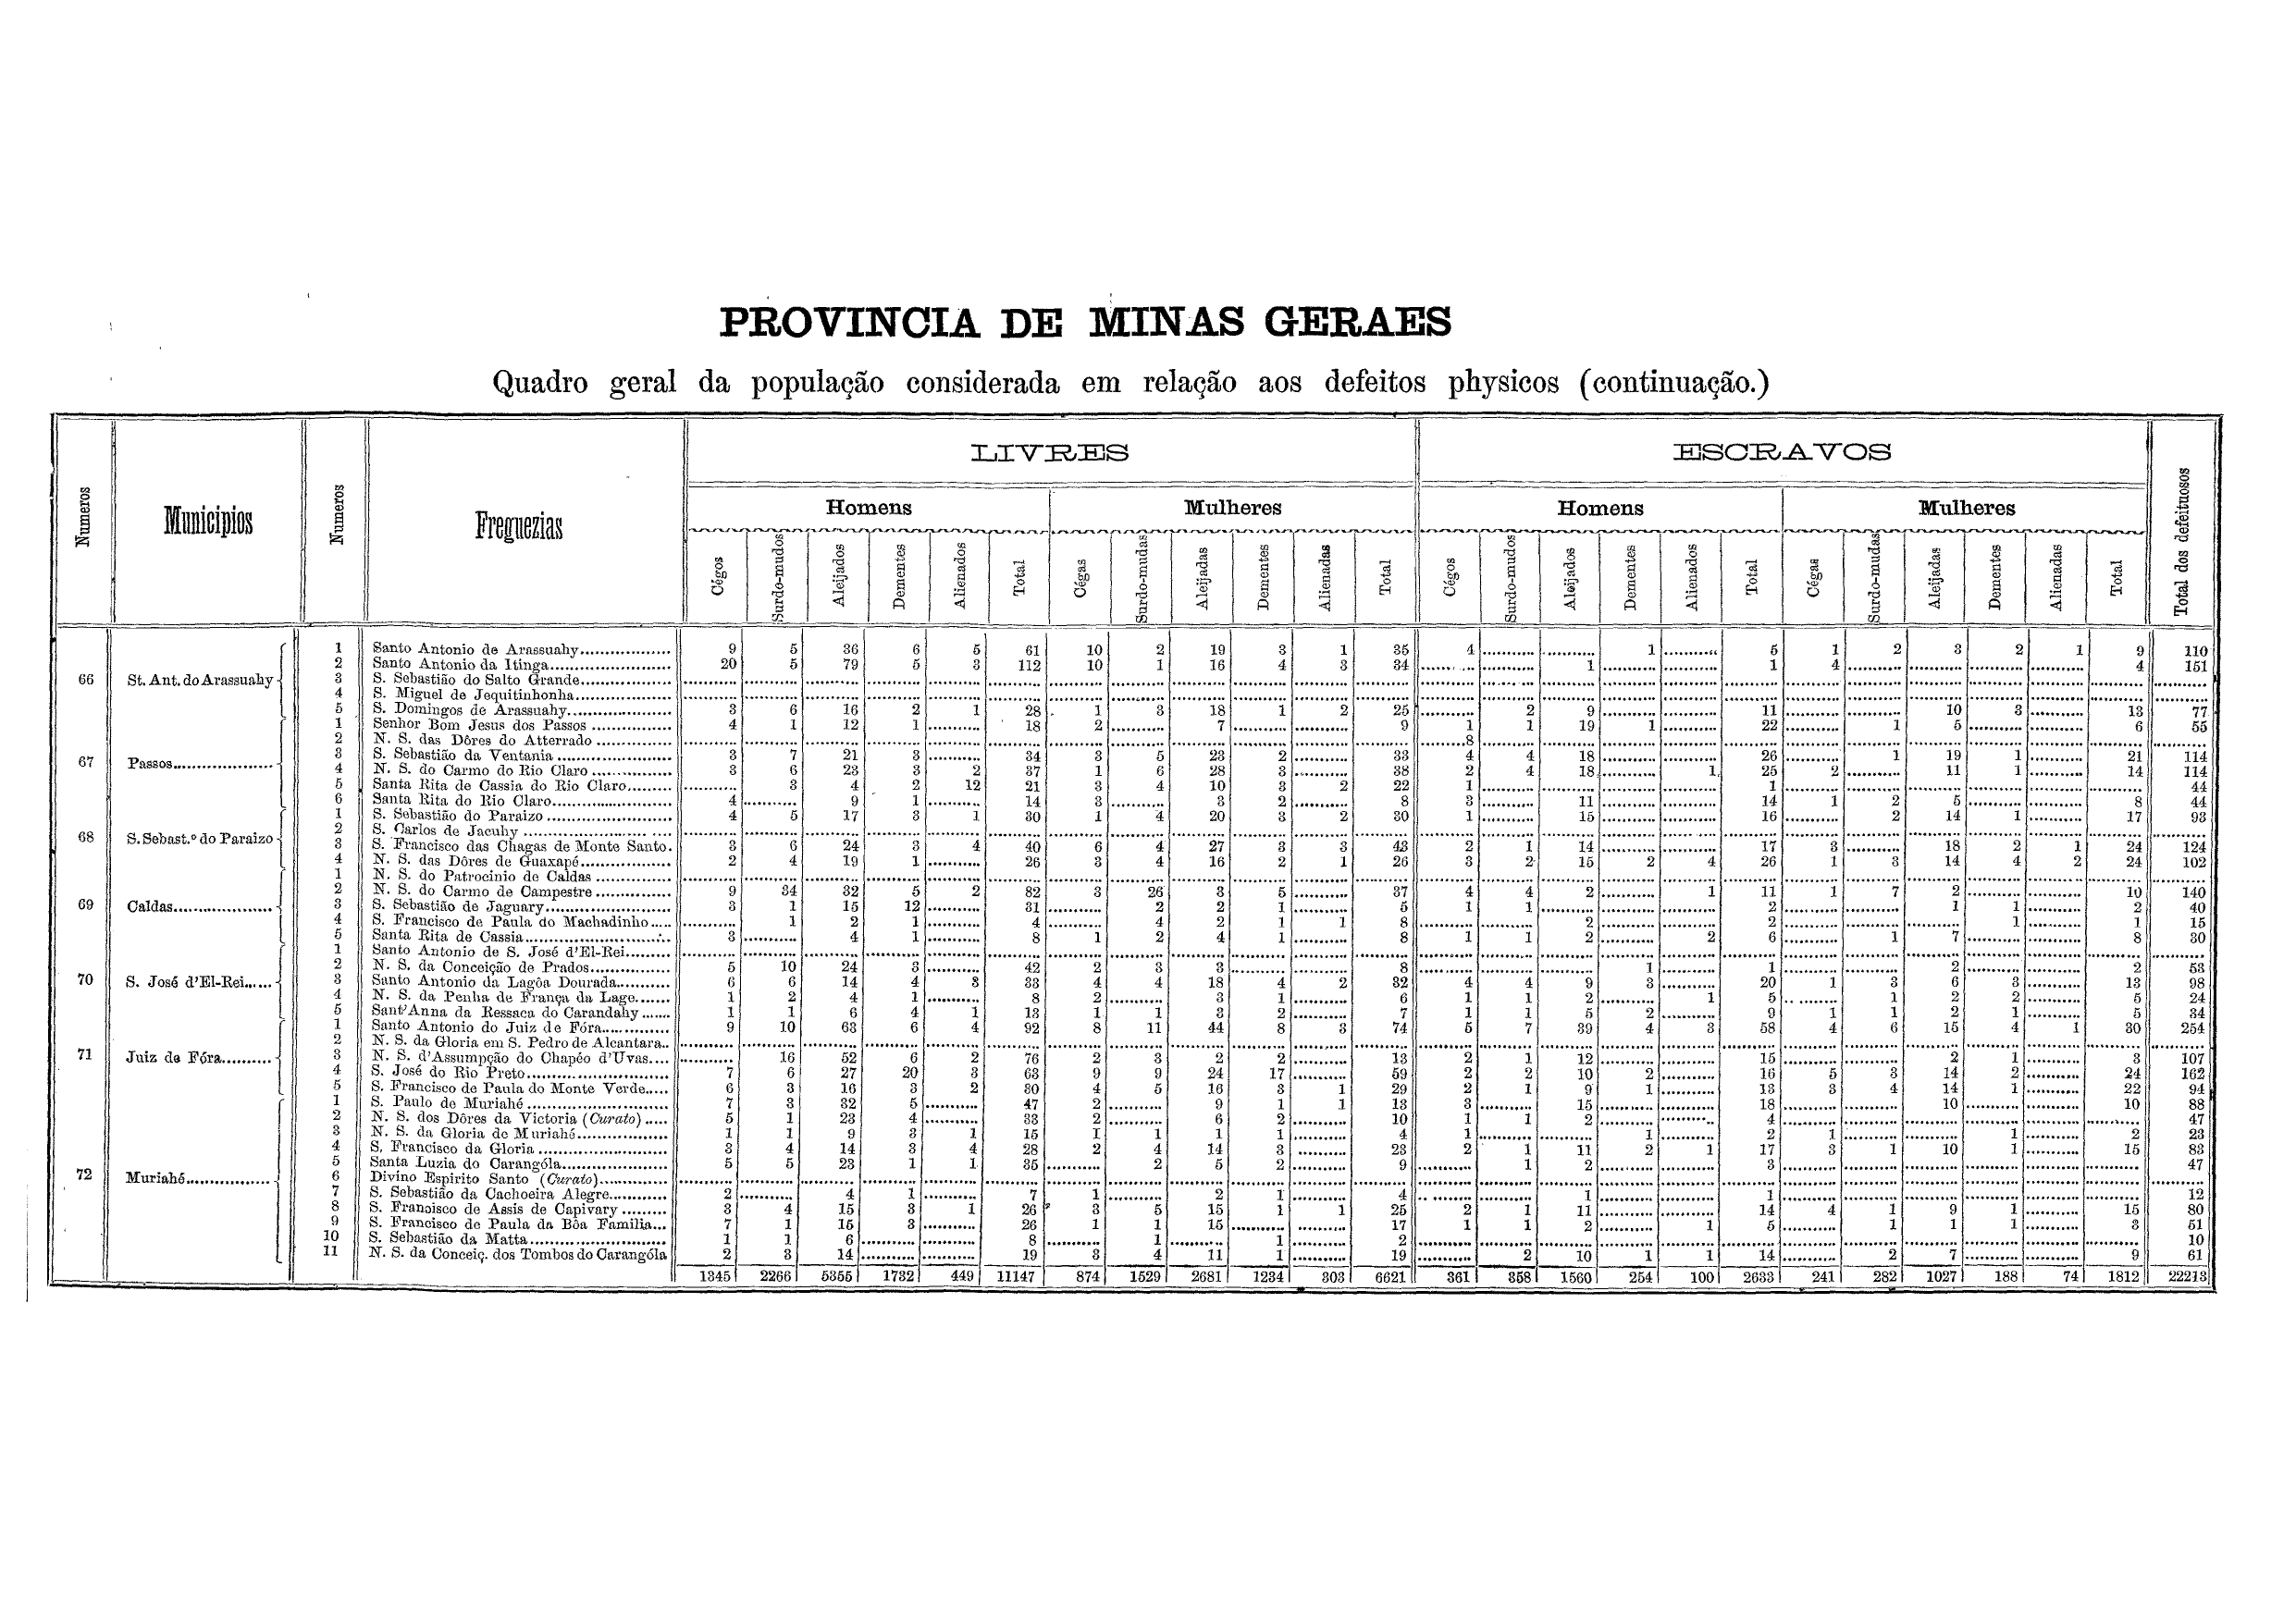 PROVINCIA DE MINAS GERAES
Quadro geral da população considerada em relação aos defeitos physicos (continuação.)
Numeros Municipios Numeros Freguezias LIVRES ESCRAVOS Total dos defeituosos
Homens Mulheres Homens Mulheres
Cégos Surdo-mudos Aleijados Dementes Alienados Total Cégas Surdo-mudas Aleijadas Dementes Alienadas Total Cégos Surdo-mudos Aleijados Dementes Alienados Total Cégas Surdo-mudas Aleijadas Dementes Alienadas Total
1 Santo Antonio de Arassuahy 9 5 36 6 5 61 10 2 19 3 1 35 4 ... ... 1 ... 5 1 2 3 2 1 9 110
2 Santo Antonio da Itinga 20 5 79 5 3 112 10 1 16 4 3 34 ... ... 1 ... ... 1 4 ... ... ... ... 4 151
66 St. Ant. do Arassuahy 3 S. Sebastião do Salto Grande
4 S. Miguel de Jequitinhonha
5 S. Domingos de Arassuahy 3 6 16 2 1 28 1 3 18 1 2 25 ... 2 9 ... ... 11 ... ... 10 3 ... 13 77
1 Senhor Bom Jesus dos Passos 4 1 12 1 ... 18 2 ... 7 ... ... 9 1 1 19 1 ... 22 ... 1 5 ... ... 6 55
2 N. S. das Dôres do Atterrado ... 8 ...
67 Passos 3 S. Sebastião da Ventania 3 7 21 3 ... 34 3 5 23 2 ... 33 4 4 18 ... ... 26 ... 1 19 1 ... 21 114
4 N. S. do Carmo do Rio Claro 3 6 23 3 2 37 1 6 28 3 ... 38 2 4 18 ... 1 25 2 ... 11 1 ... 14 114
5 Santa Rita de Cassia do Rio Claro ... 3 4 2 12 21 3 4 10 3 2 22 1 ... ... ... ... 1 ... ... ... ... ... ... 44
6 Santa Rita do Rio Claro 4 ... 9 1 ... 14 3 ... 3 2 ... 8 3 ... 11 ... ... 14 1 2 5 ... ... 8 44
1 S. Sebastião do Paraizo 4 5 17 3 1 30 1 4 20 3 2 30 1 ... 15 ... ... 16 ... 2 14 1 ... 17 93
68 S. Sebast.º do Paraizo 2 S. Carlos de Jacuhy
3 S. Francisco das Chagas de Monte Santo. 3 6 24 3 4 40 6 4 27 3 3 43 2 1 14 ... ... 17 3 ... 18 2 1 24 124
4 N. S. das Dôres de Guaxapé 2 4 19 1 ... 26 3 4 16 2 1 26 3 2 15 2 4 26 1 3 14 4 2 24 102
1 N. S. do Patrocinio de Caldas
2 N. S. do Carmo de Campestre 9 34 32 5 2 82 3 26 3 5 ... 37 4 4 2 ... 1 11 1 7 2 ... ... 10 140
69 Caldas 3 S. Sebastião de Jaguary 3 1 15 12 ... 31 ... 2 2 1 ... 5 1 1 ... ... ... 2 ... ... 1 1 ... 2 40
4 S. Francisco de Paula do Machadinho ... 1 2 1 ... 4 ... 4 2 1 1 8 ... ... 2 ... ... 2 ... ... ... 1 ... 1 15
5 Santa Rita de Cassia 3 ... 4 1 ... 8 1 2 4 1 ... 8 1 1 2 ... 2 6 ... 1 7 ... ... 8 30
1 Santo Antonio de S. José d'El-Rei
2 N. S. da Conceição de Prados 5 10 24 3 ... 42 2 3 3 ... ... 8 ... ... ... 1 ... 1 ... ... 2 ... ... 2 53
70 S. José d'El-Rei 3 Santo Antonio da Lagôa Dourada 6 6 14 4 3 33 4 4 18 4 2 32 4 4 9 3 ... 20 1 3 6 3 ... 13 98
4 N. S. da Penha de França da Lage 1 2 4 1 ... 8 2 ... 3 1 ... 6 1 1 2 ... 1 5 ... 1 2 2 ... 5 24
5 Sant'Anna da Ressaca do Carandahy 1 1 6 4 1 13 1 1 3 2 ... 7 1 1 5 2 ... 9 1 1 2 1 ... 5 34
1 Santo Antonio do Juiz de Fóra 9 10 63 6 4 92 8 11 44 8 3 74 5 7 39 4 3 58 4 6 15 4 1 30 254
2 N. S. da Gloria em S. Pedro de Alcantara
71 Juiz de Fóra 3 N. S. d'Assumpção do Chapéo d'Uvas ... 16 52 6 2 76 2 3 2 2 ... 13 2 1 12 ... ... 15 ... ... 2 1 ... 3 107
4 S. José do Rio Preto 7 6 27 20 3 63 9 9 24 17 ... 59 2 2 10 2 ... 16 5 3 14 2 ... 24 162
5 S. Francisco de Paula do Monte Verde 6 3 16 3 2 30 4 5 16 3 1 29 2 1 9 1 ... 13 3 4 14 1 ... 22 94
1 S. Paulo de Muriahé 7 3 32 5 ... 47 2 ... 9 1 1 13 3 ... 15 ... ... 18 ... ... 10 ... ... 10 88
2 N. S. dos Dôres da Victoria (Curato) 5 1 23 4 ... 33 2 ... 6 2 ... 10 1 1 2 ... ... 4 ... ... ... ... ... ... 47
3 N. S. da Gloria de Muriahé 1 1 9 3 1 15 I 1 1 1 ... 4 1 ... ... 1 ... 2 1 ... ... 1 ... 2 23
4 S. Francisco da Gloria 3 4 14 3 4 28 2 4 14 3 ... 23 2 1 11 2 1 17 3 1 10 1 ... 15 83
5 Santa Luzia do Carangóla 5 5 23 1 1 35 ... 2 5 2 ... 9 ... 1 2 ... ... 3 ... ... ... ... ... ... 47
72 Muriahé 6 Divino Espirito Santo (Curato)
7 S. Sebastião da Cachoeira Alegre 2 ... 4 1 ... 7 1 ... 2 1 ... 4 ... ... 1 ... ... 1 ... ... ... ... ... ... 12
8 S. Francisco de Assis de Capivary 3 4 15 3 1 26 3 5 15 1 1 25 2 1 11 ... ... 14 4 1 9 1 ... 15 80
9 S. Francisco de Paula da Bôa Familia 7 1 15 3 ... 26 1 1 15 ... ... 17 1 1 2 ... 1 5 ... 1 1 1 ... 3 51
10 S. Sebastião da Matta 1 1 6 ... ... 8 ... 1 ... 1 ... 2 ... ... ... ... ... ... ... ... ... ... ... ... 10
11 N. S. da Conceiç. dos Tombos do Carangóla 2 3 14 ... ... 19 3 4 11 1 ... 19 ... 2 10 1 1 14 ... 2 7 ... ... 9 61
1345 2266 5355 1732 449 11147 874 1529 2681 1234 303 6621 361 358 1560 254 100 2633 241 282 1027 188 74 1812 22213